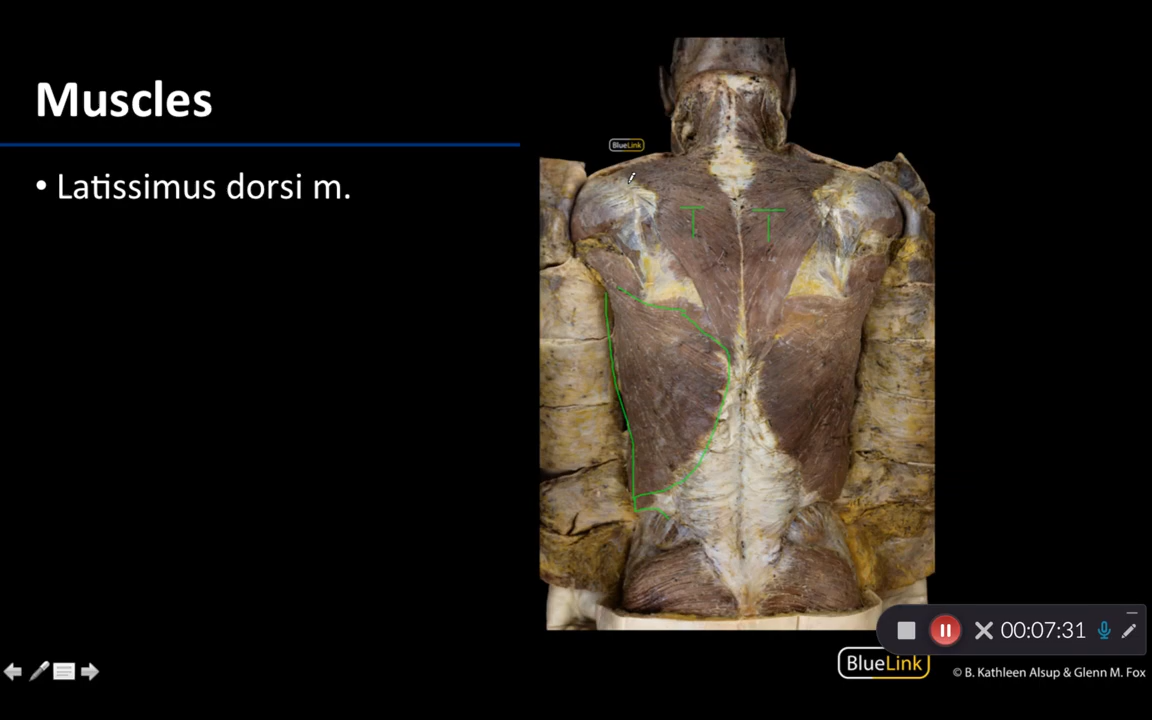 Muscles
• Latissimus dorsi m.
BlueLink
T T
00:07:31
BlueLink
© B. Kathleen Alsup & Glenn M. Fox